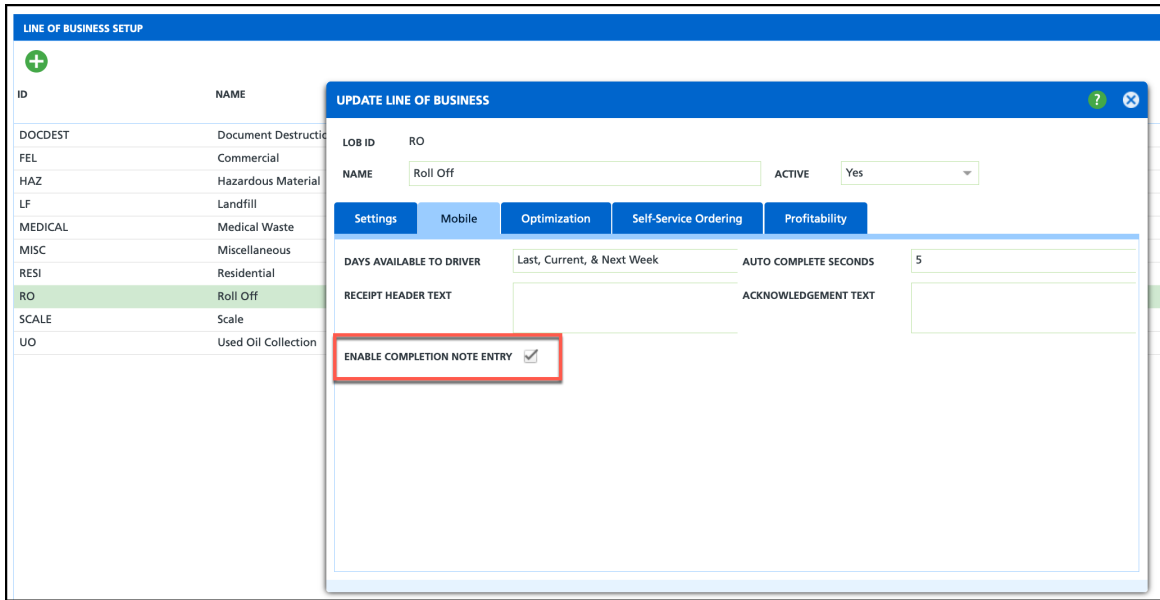 LINE OF BUSINESS SETUP
ID NAME
UPDATE LINE OF BUSINESS ?
DOCDEST Document Destructio
FEL Commercial
HAZ Hazardous Material
LF Landfill
MEDICAL Medical Waste
MISC Miscellaneous
RESI Residential
RO Roll Off
SCALE Scale
UO Used Oil Collection
LOB ID RO
NAME Roll Off ACTIVE Yes
Settings Mobile Optimization Self-Service Ordering Profitability
DAYS AVAILABLE TO DRIVER Last, Current, & Next Week AUTO COMPLETE SECONDS 5
RECEIPT HEADER TEXT ACKNOWLEDGEMENT TEXT
ENABLE COMPLETION NOTE ENTRY